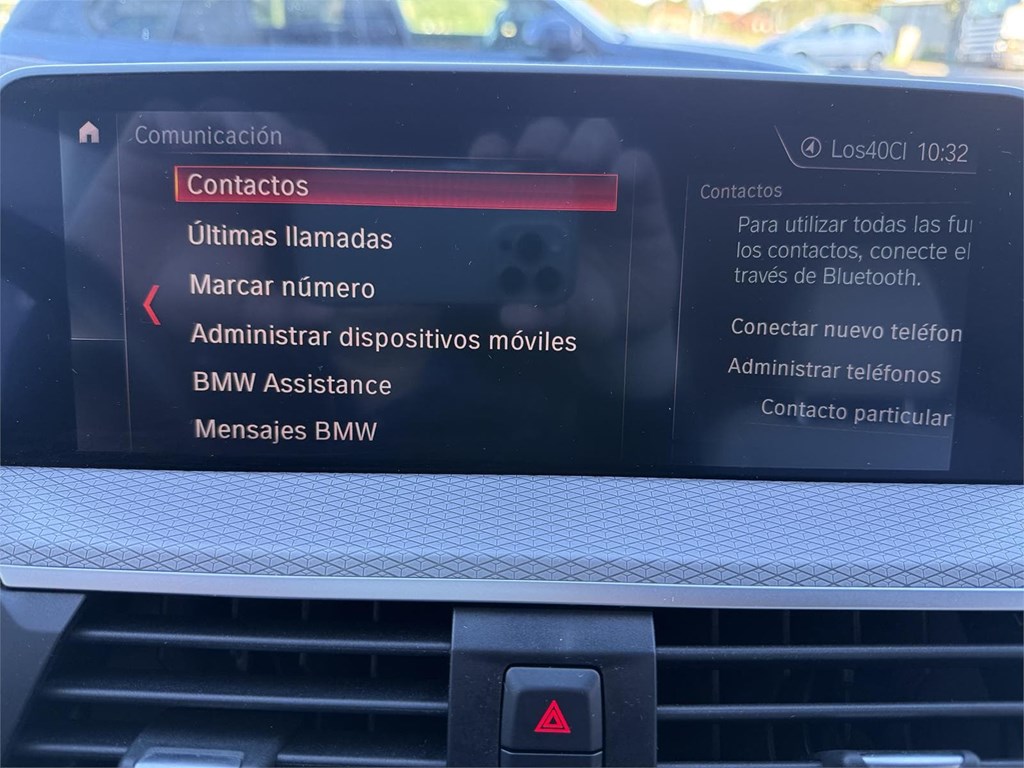 Comunicación
Los40Cl 10:32
Contactos
Últimas llamadas
Marcar número
Administrar dispositivos móviles
BMW Assistance
Mensajes BMW
Contactos
Para utilizar todas las fu
los contactos, conecte el
través de Bluetooth.
Conectar nuevo teléfon
Administrar teléfonos
Contacto particular